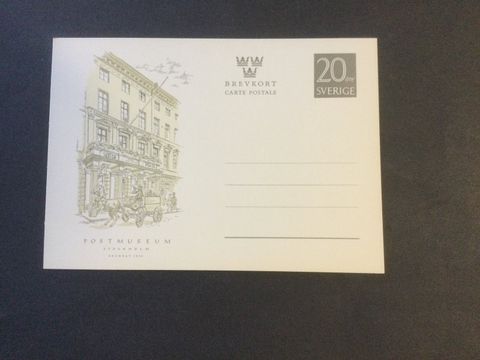 BREVKORT
CARTE POSTALE
20 öre
SVERIGE
POSTMUSEUM
STOCKHOLM